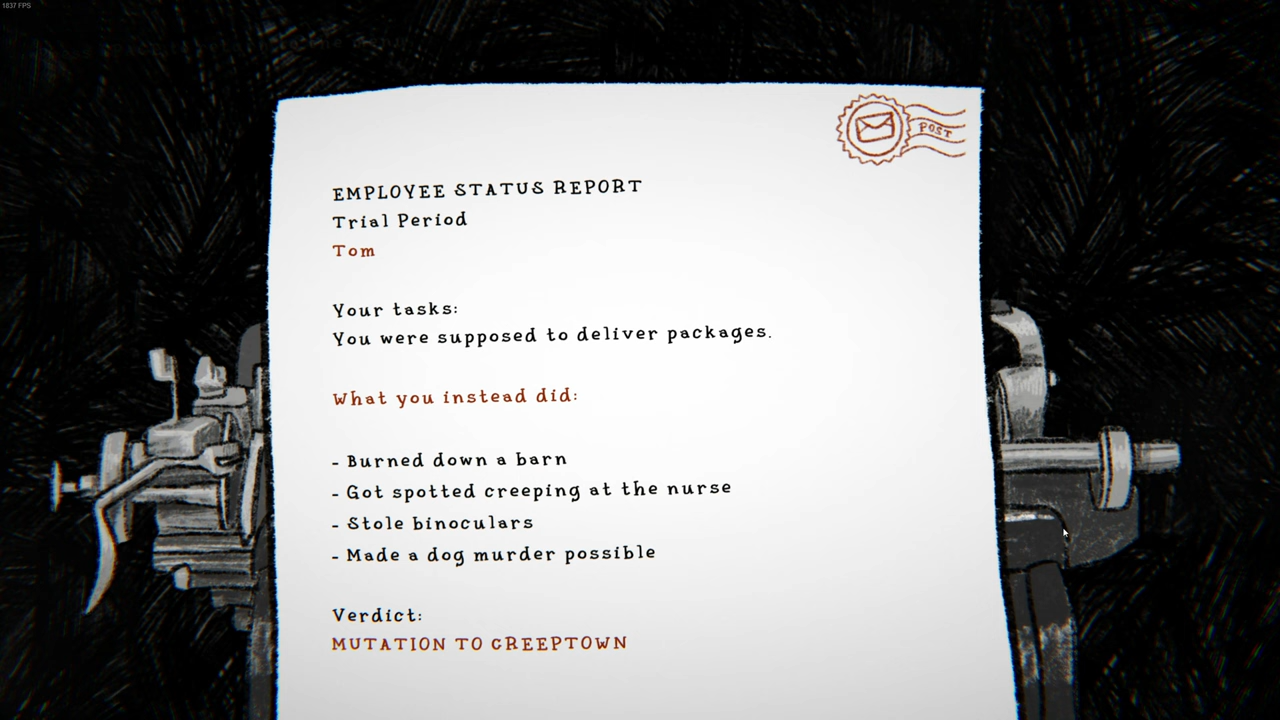 1837 FPS
POST
EMPLOYEE STATUS REPORT
Trial Period
Tom
Your tasks:
You were supposed to deliver packages.
What you instead did:
- Burned down a barn
- Got spotted creeping at the nurse
- Stole binoculars
- Made a dog murder possible
Verdict:
MUTATION TO CREEPTOWN